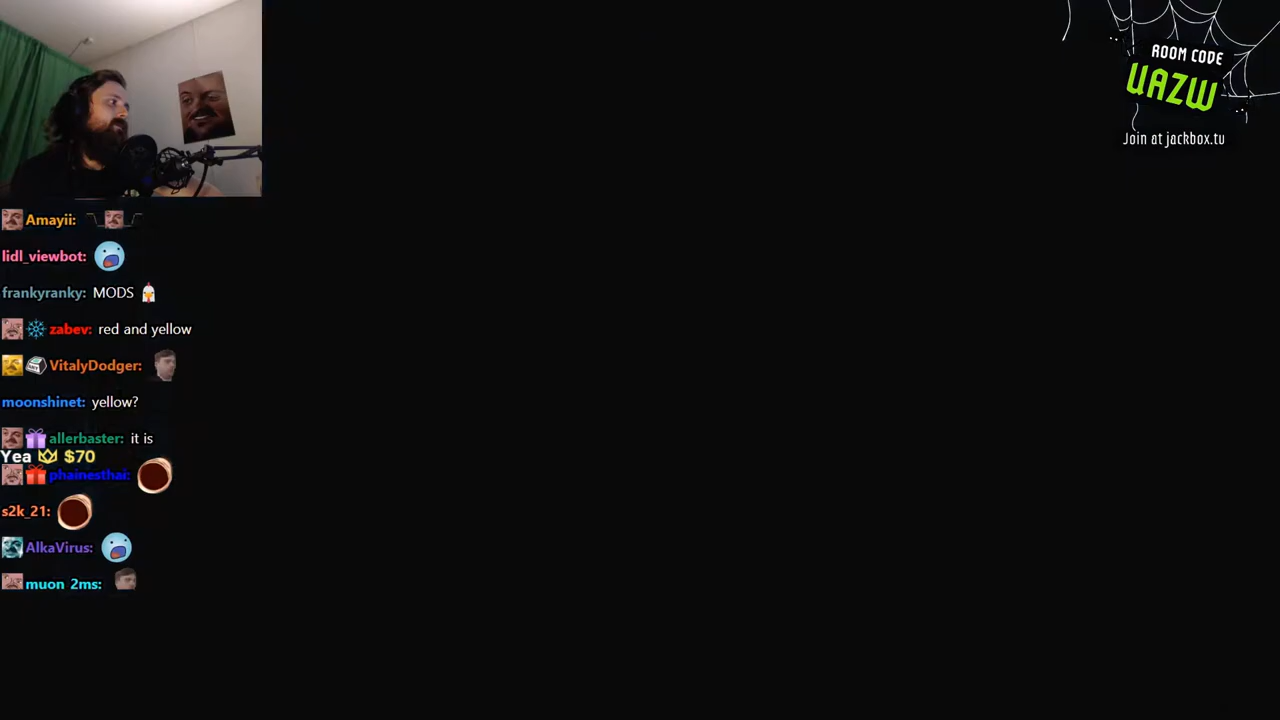 ROOM CODE
UAZW
Join at jackbox.tv
Amayii:
lidl_viewbot:
frankyranky: MODS
zabev: red and yellow
VitalyDodger:
moonshinet: yellow?
allerbaster: it is
Yea $70
phainesthai:
s2k_21:
AlkaVirus:
muon 2ms: